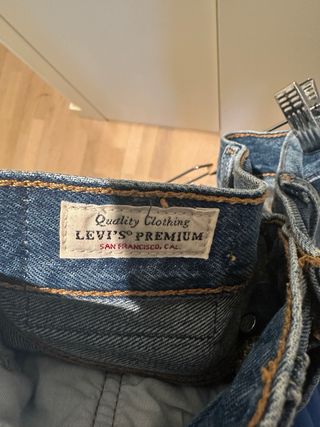 Quality Clothing
LEVI'S® PREMIUM
SAN FRANCISCO, CAL.